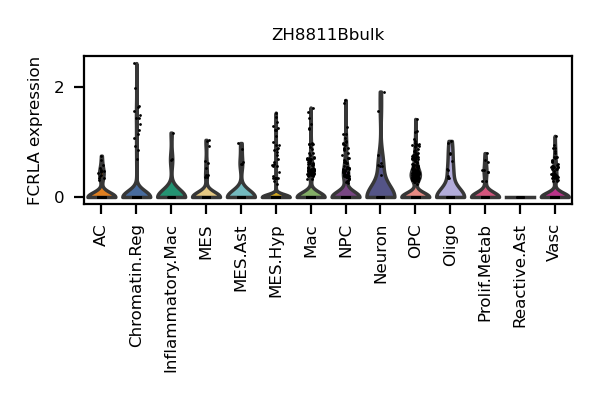 ZH8811Bbulk
FCRLA expression
2
0
AC
Chromatin.Reg
Inflammatory.Mac
MES
MES.Ast
MES.Hyp
Mac
NPC
Neuron
OPC
Oligo
Prolif.Metab
Reactive.Ast
Vasc